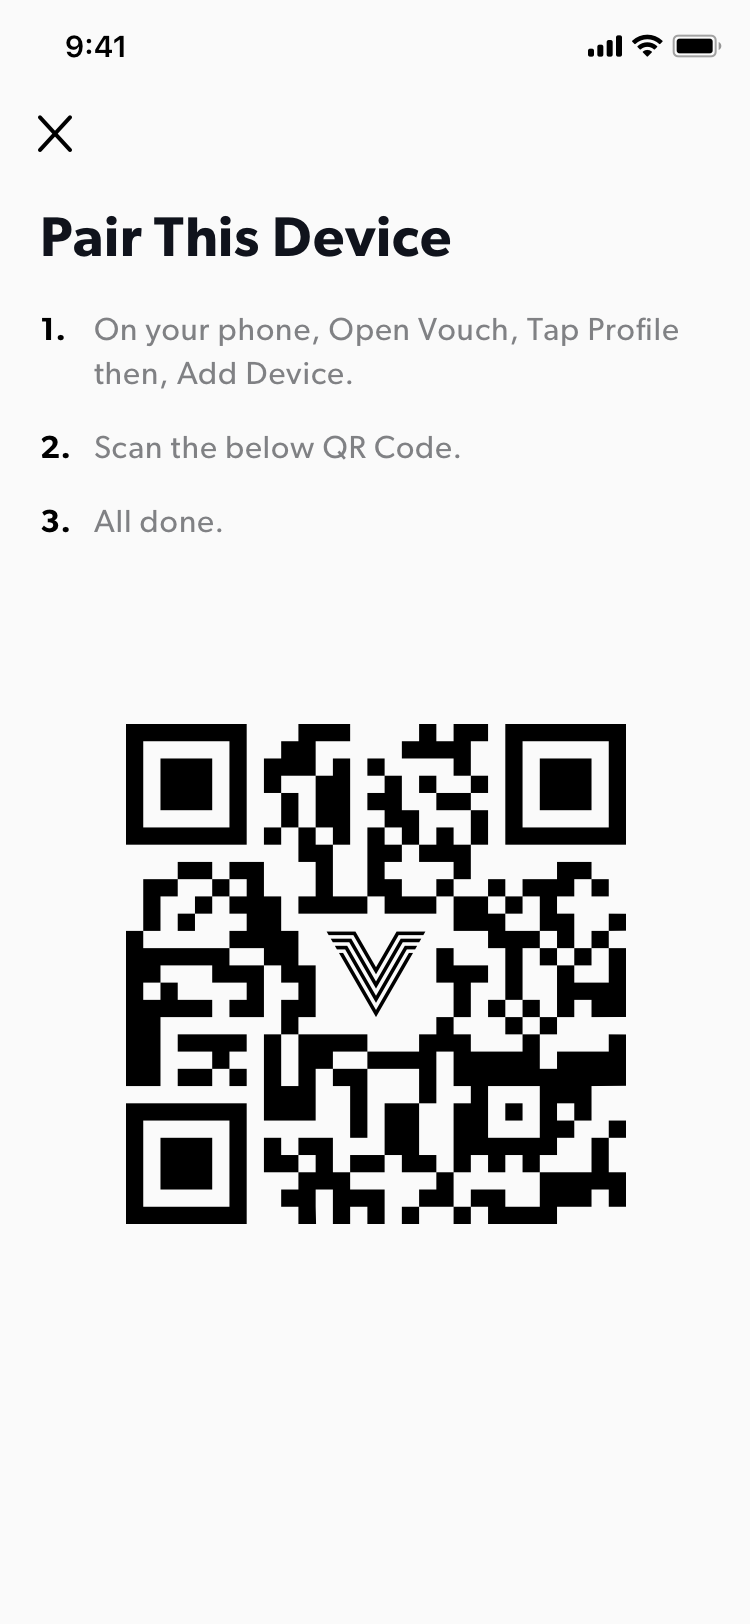 9:41
Pair This Device
1. On your phone, Open Vouch, Tap Profile
then, Add Device.
2. Scan the below QR Code.
3. All done.